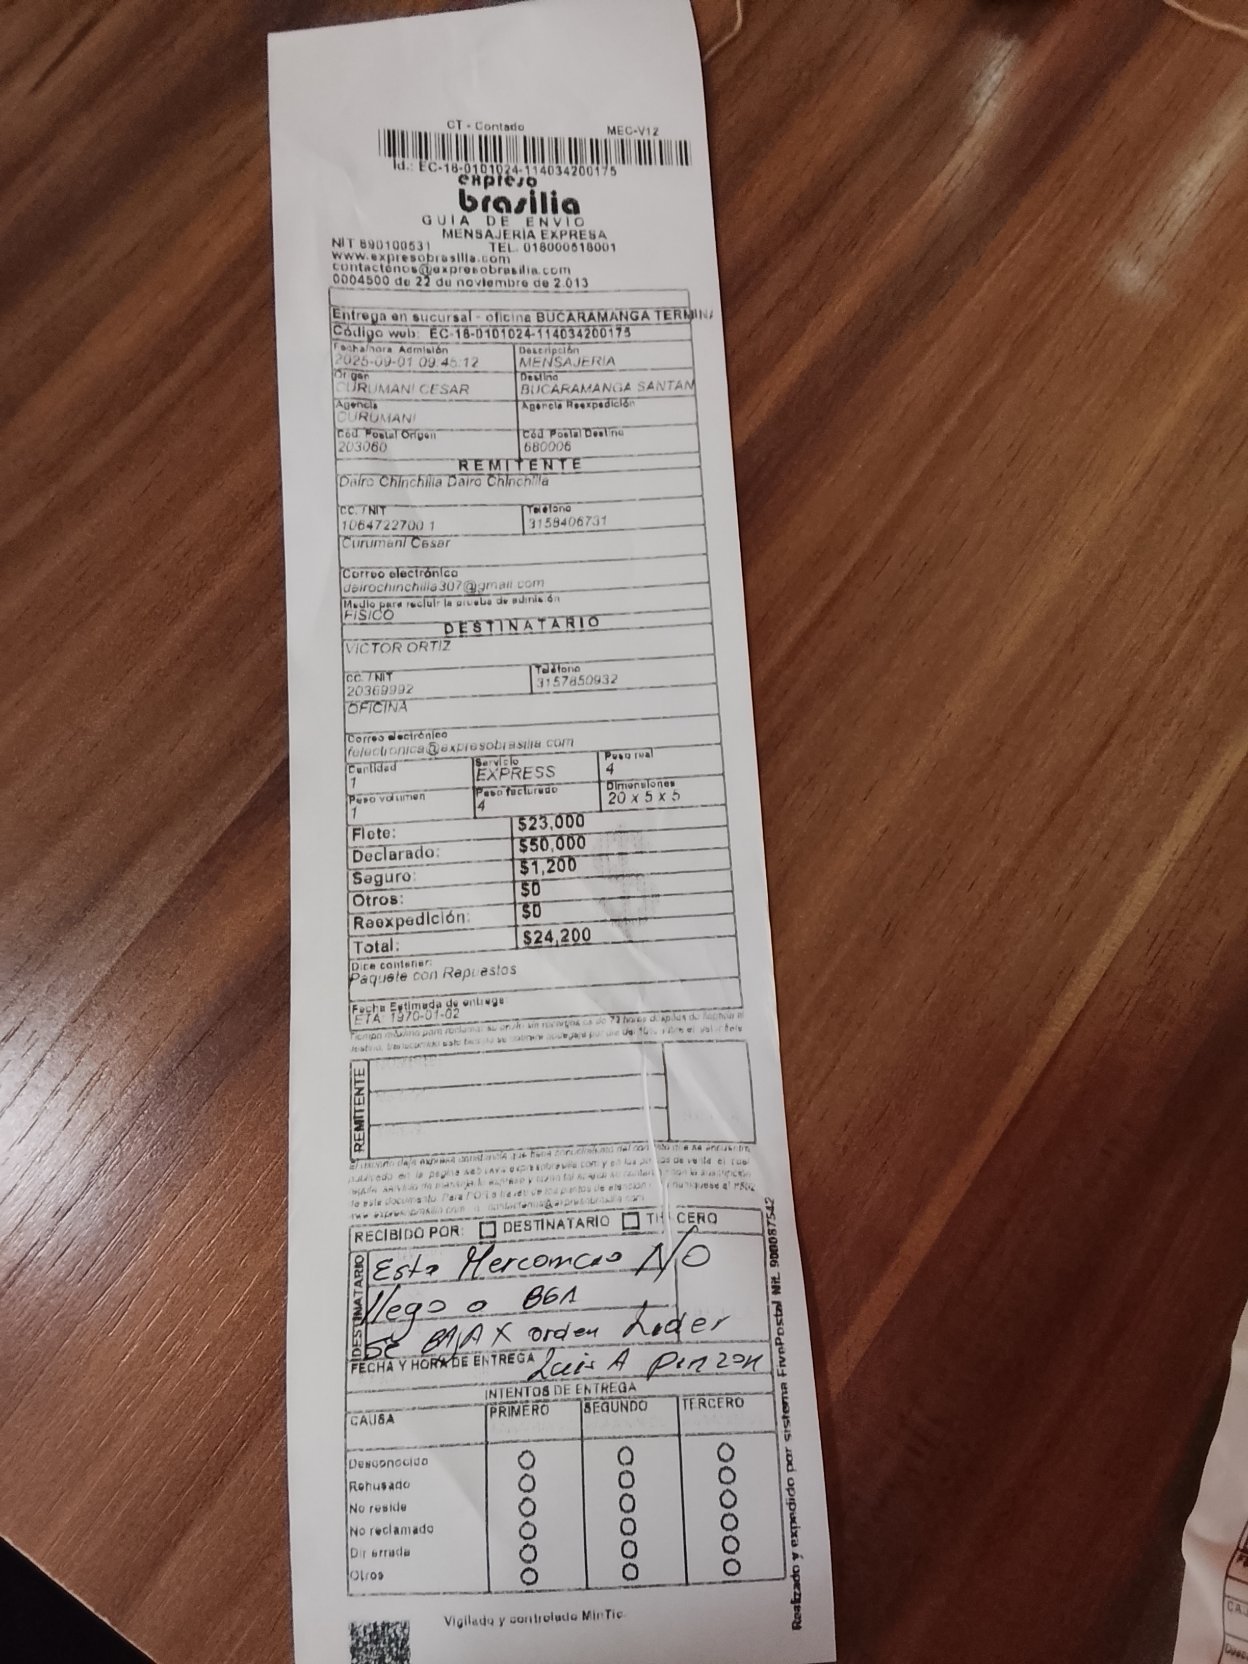 CT - Contado MEC-V12
Id.: EC-18-0101024-114034200175
expreso
brasilia
GUIA DE ENVIO
MENSAJERIA EXPRESA
NIT 890100531 TEL. 018000518001
www.expresobrasilia.com
contactenos@expresobrasilia.com
0004500 de 22 de noviembre de 2.013
Entrega en sucursal - oficina BUCARAMANGA TERMINA
Código web: EC-18-0101024-114034200175
Fecha/hora Admisión Descripción
2025-09-01 09:45:12 MENSAJERIA
Origen Destino
CURUMANI CESAR BUCARAMANGA SANTAN
Agencia Agencia Reexpedición
CURUMANI
Cód. Postal Origen Cód. Postal Destino
203060 680006
REMITENTE
Dairo Chinchilla Dairo Chinchilla
CC. / NIT Teléfono
1064722700 1 3158406731
Curumani Cesar
Correo electrónico
dairochinchilla307@gmail.com
Medio para recibir la prueba de admisión
FISICO
DESTINATARIO
VICTOR ORTIZ
CC. / NIT Teléfono
20369992 3157850932
OFICINA
Correo electrónico
felectronica@expresobrasilia.com
Cantidad Servicio Peso real
1 EXPRESS 4
Peso volumen Peso facturado Dimensiones
1 4 20 x 5 x 5
Flete: $23,000
Declarado: $50,000
Seguro: $1,200
Otros: $0
Reexpedición: $0
Total: $24,200
Dice contener:
Paquete con Repuestos
Fecha Estimada de entrega:
ETA: 1970-01-02
REMITENTE
RECIBIDO POR: DESTINATARIO TERCERO
DESTINATARIO
Esta Mercancia NO
llego a BGA
se BAJA X orden Lider
FECHA Y HORA DE ENTREGA Luis A Pinzon
INTENTOS DE ENTREGA
CAUSA PRIMERO SEGUNDO TERCERO
Desconocido
Rehusado
No reside
No reclamado
Dir errada
Otros
Vigilado y controlado MinTic
Realizado y expedido por sistema FivePostal Nit. 900087542